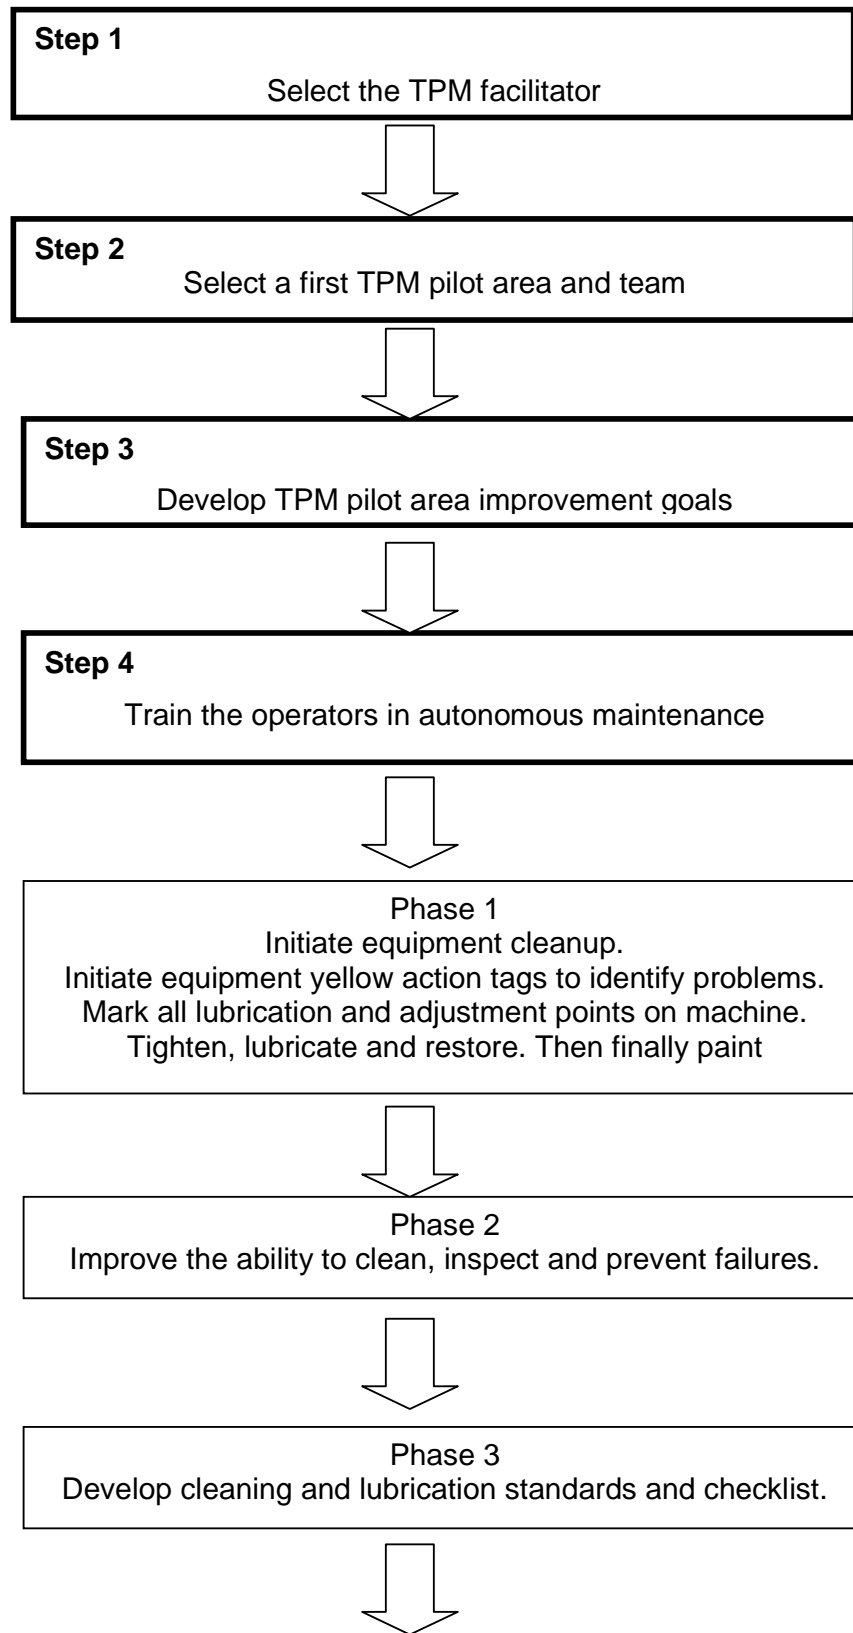 Step 1
Select the TPM facilitator
Step 2
Select a first TPM pilot area and team
Step 3
Develop TPM pilot area improvement goals
Step 4
Train the operators in autonomous maintenance
Phase 1
Initiate equipment cleanup.
Initiate equipment yellow action tags to identify problems.
Mark all lubrication and adjustment points on machine.
Tighten, lubricate and restore. Then finally paint
Phase 2
Improve the ability to clean, inspect and prevent failures.
Phase 3
Develop cleaning and lubrication standards and checklist.